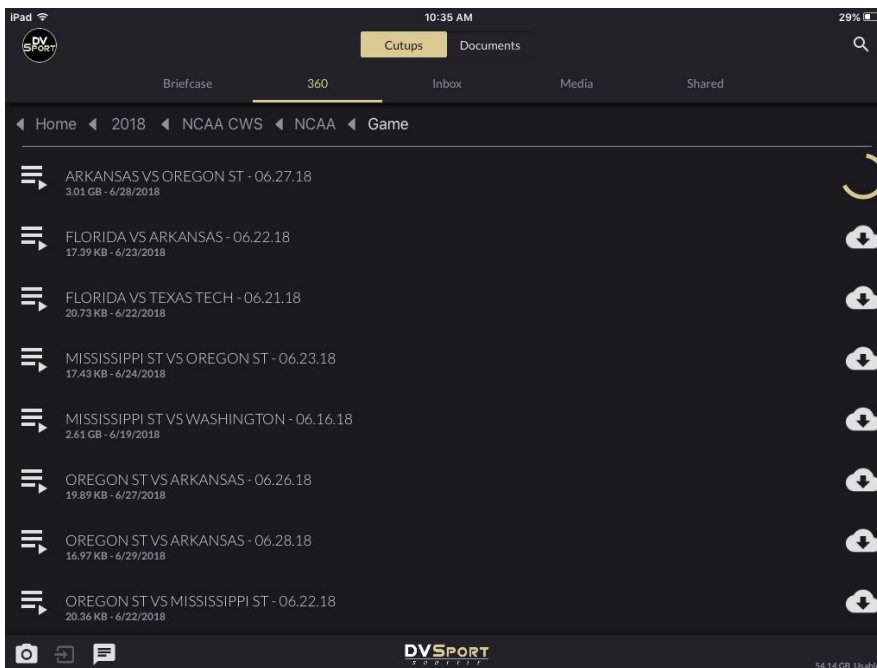 iPad 10:35 AM 29%
DV SPORT Cutups Documents
Briefcase 360 Inbox Media Shared
Home 2018 NCAA CWS NCAA Game
ARKANSAS VS OREGON ST - 06.27.18
3.01 GB - 6/28/2018
FLORIDA VS ARKANSAS - 06.22.18
17.39 KB - 6/23/2018
FLORIDA VS TEXAS TECH - 06.21.18
20.73 KB - 6/22/2018
MISSISSIPPI ST VS OREGON ST - 06.23.18
17.43 KB - 6/24/2018
MISSISSIPPI ST VS WASHINGTON - 06.16.18
2.61 GB - 6/19/2018
OREGON ST VS ARKANSAS - 06.26.18
19.89 KB - 6/27/2018
OREGON ST VS ARKANSAS - 06.28.18
16.97 KB - 6/29/2018
OREGON ST VS MISSISSIPPI ST - 06.22.18
20.36 KB - 6/22/2018
DVSPORT
54.14 GB Usable